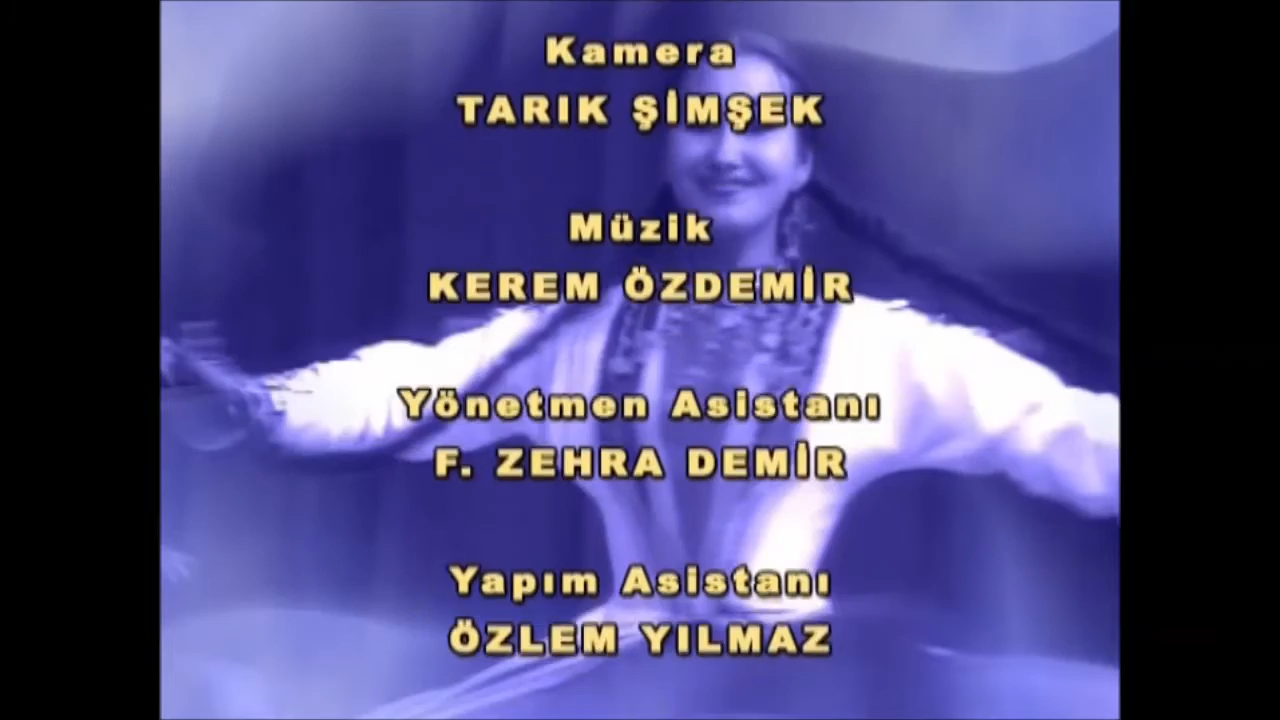 Kamera
TARIK ŞİMŞEK
Müzik
KEREM ÖZDEMİR
Yönetmen Asistanı
F. ZEHRA DEMİR
Yapım Asistanı
ÖZLEM YILMAZ